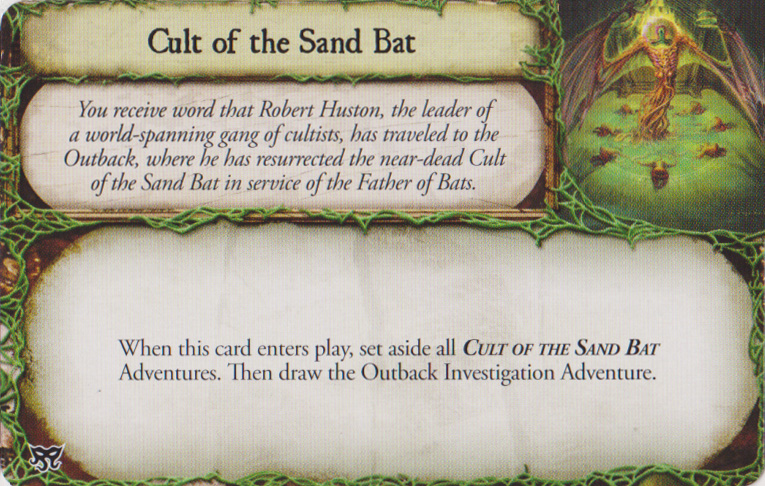 Cult of the Sand Bat
You receive word that Robert Huston, the leader of
a world-spanning gang of cultists, has traveled to the
Outback, where he has resurrected the near-dead Cult
of the Sand Bat in service of the Father of Bats.
When this card enters play, set aside all CULT OF THE SAND BAT
Adventures. Then draw the Outback Investigation Adventure.